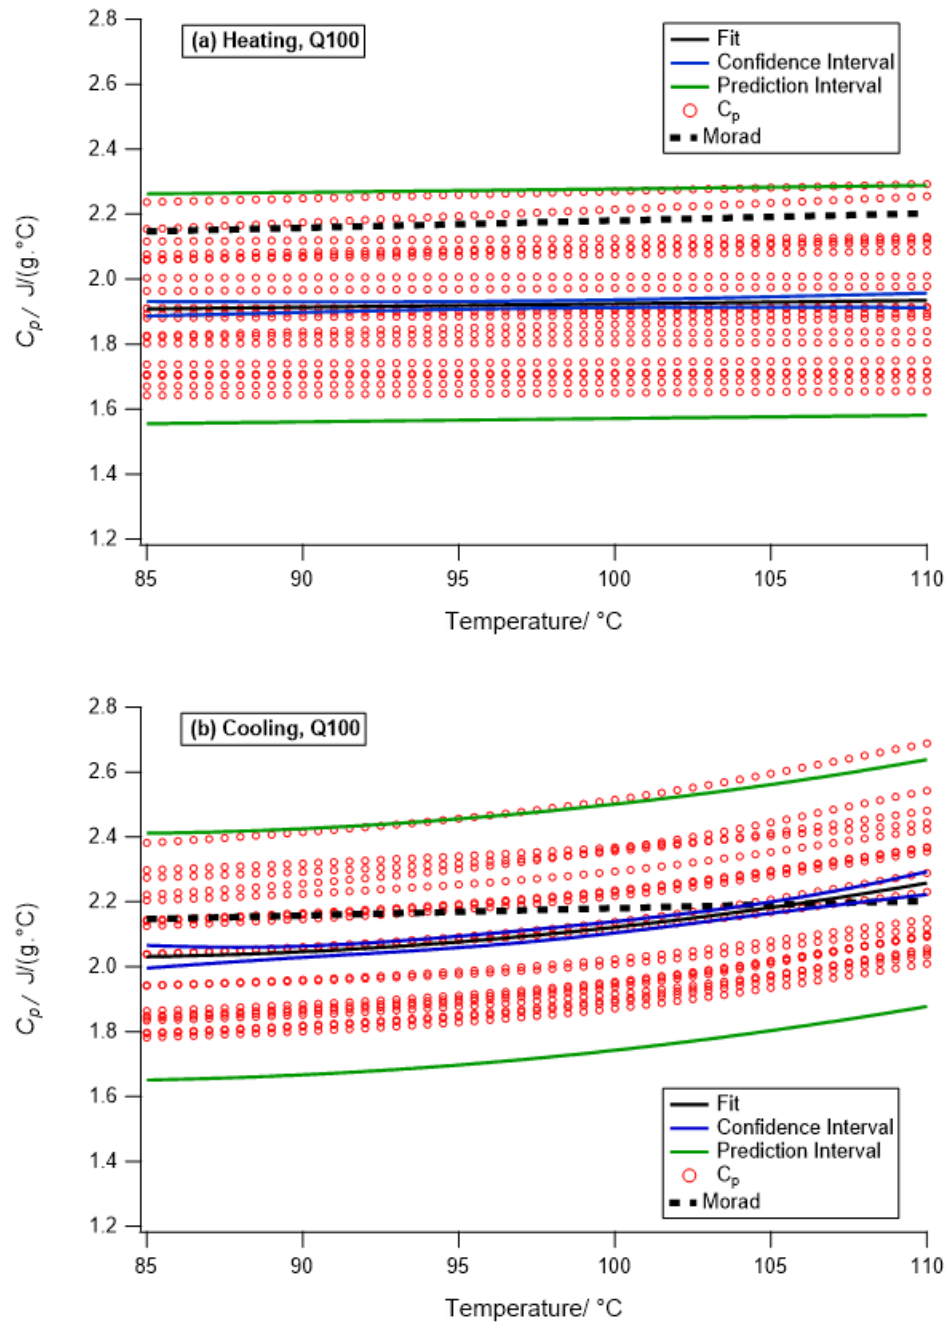 2.8
(a) Heating, Q100
Fit
Confidence Interval
Prediction Interval
Cp
Morad
2.6
2.4
2.2
2.0
1.8
1.6
1.4
1.2
Cp / J/(g.°C)
85 90 95 100 105 110
Temperature/ °C
2.8
(b) Cooling, Q100
2.6
2.4
2.2
2.0
1.8
1.6
1.4
1.2
Cp / J/(g.°C)
Fit
Confidence Interval
Prediction Interval
Cp
Morad
85 90 95 100 105 110
Temperature/ °C